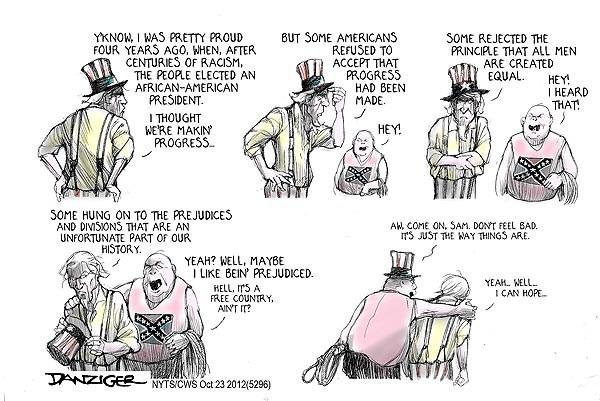 Y'KNOW, I WAS PRETTY PROUD
FOUR YEARS AGO, WHEN, AFTER
CENTURIES OF RACISM,
THE PEOPLE ELECTED AN
AFRICAN-AMERICAN
PRESIDENT.
I THOUGHT
WE'RE MAKIN'
PROGRESS...
BUT SOME AMERICANS
REFUSED TO
ACCEPT THAT
PROGRESS
HAD BEEN
MADE.
HEY!
SOME REJECTED THE
PRINCIPLE THAT ALL MEN
ARE CREATED
EQUAL.
HEY!
I HEARD
THAT!
SOME HUNG ON TO THE PREJUDICES
AND DIVISIONS THAT ARE AN
UNFORTUNATE PART OF OUR
HISTORY.
YEAH? WELL, MAYBE
I LIKE BEIN' PREJUDICED.
HELL, IT'S A
FREE COUNTRY,
AIN'T IT?
AW, COME ON, SAM. DON'T FEEL BAD.
IT'S JUST THE WAY THINGS ARE.
YEAH... WELL...
I CAN HOPE...
DANZIGER
NYTS/CWS Oct 23 2012(5296)